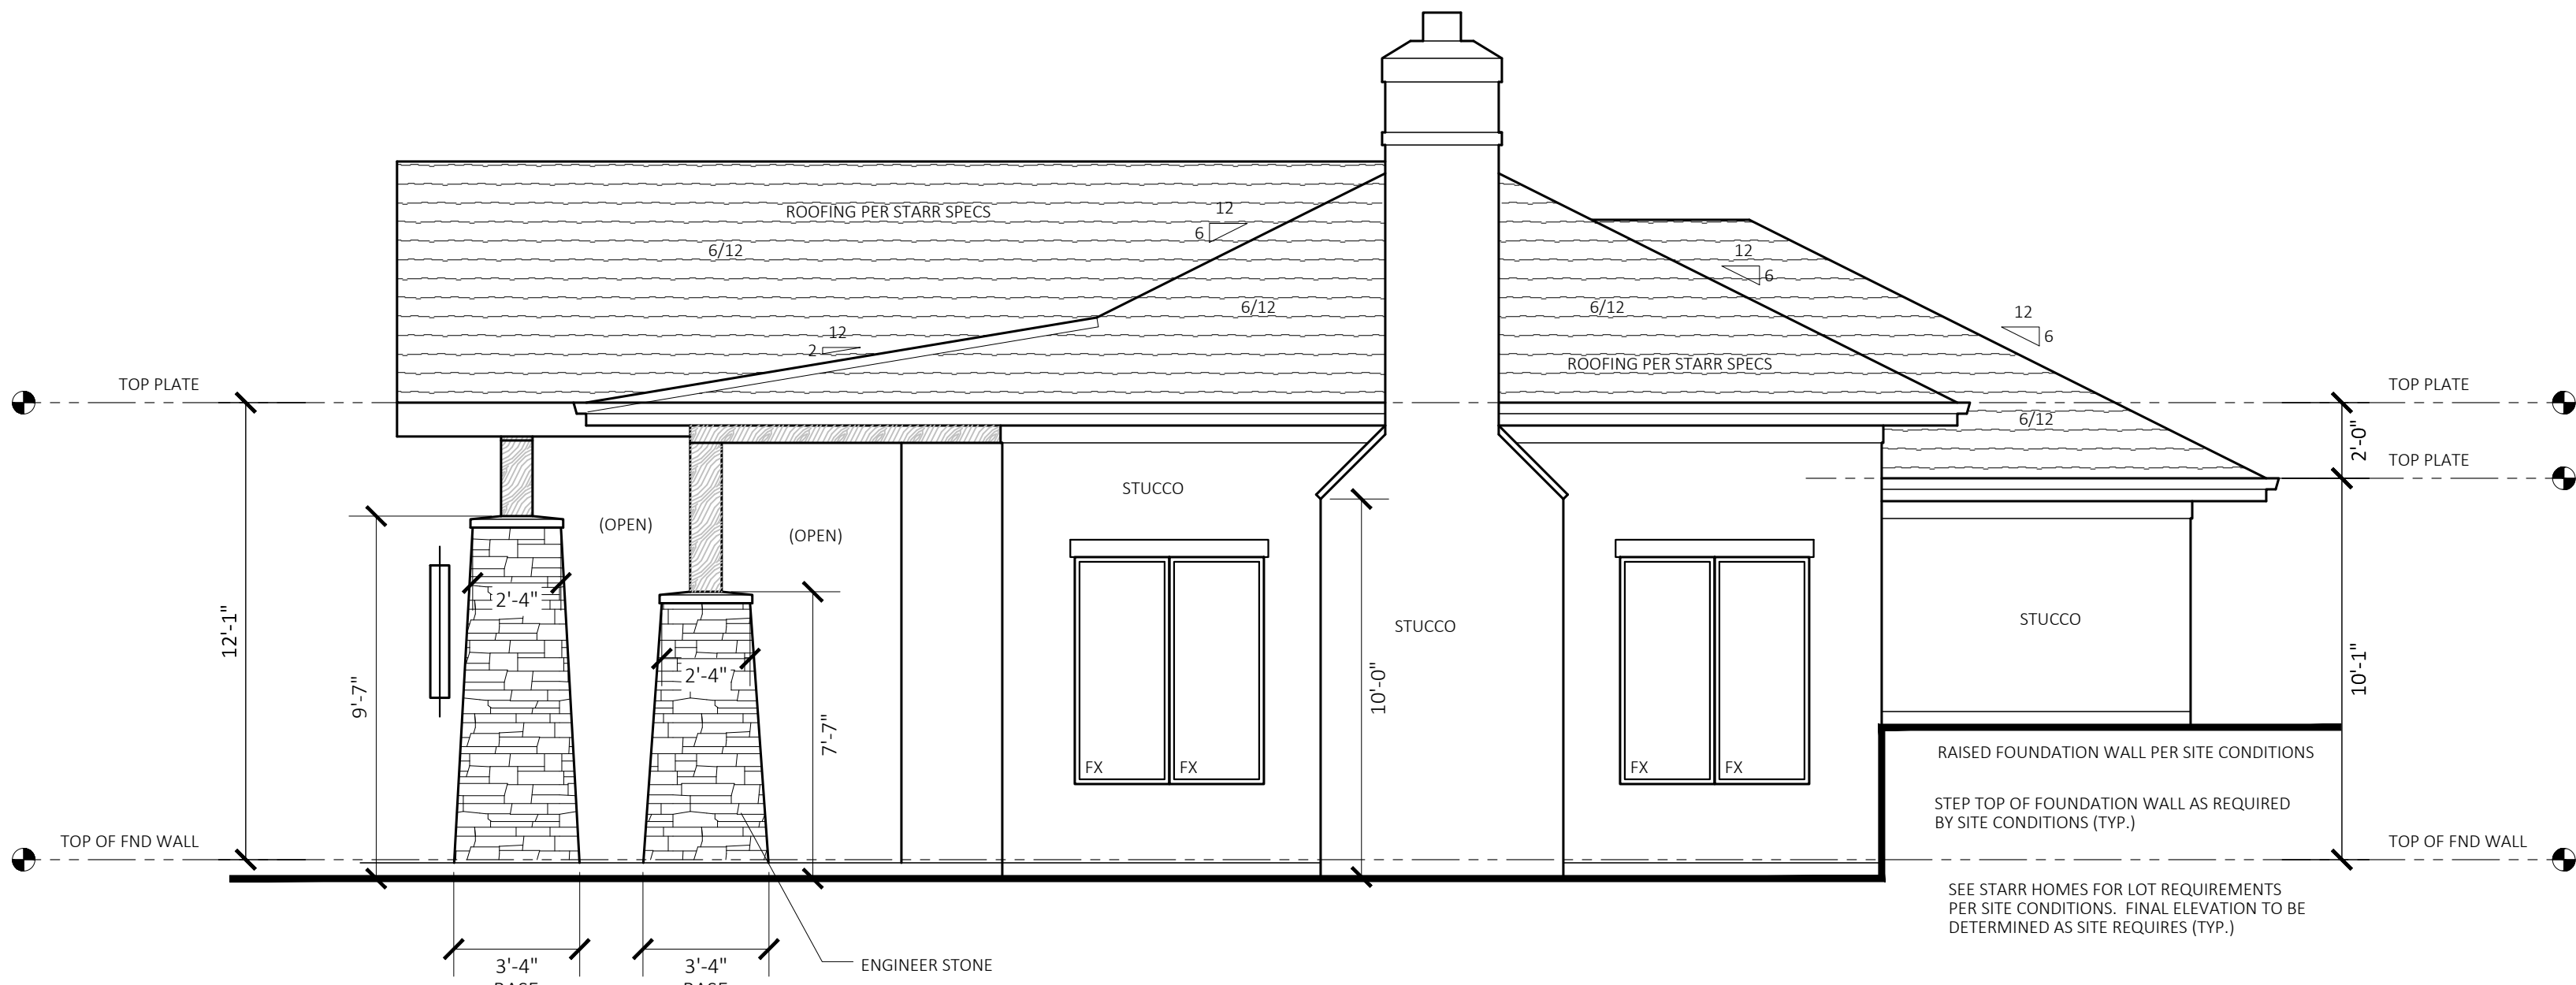 ROOFING PER STARR SPECS
12
6
6/12
12
6
12
6
6/12
6/12
12
2
ROOFING PER STARR SPECS
TOP PLATE
TOP PLATE
6/12
2'-0"
TOP PLATE
STUCCO
(OPEN)
(OPEN)
2'-4"
12'-1"
STUCCO
STUCCO
2'-4"
10'-0"
10'-1"
9'-7"
7'-7"
FX
FX
FX
FX
RAISED FOUNDATION WALL PER SITE CONDITIONS
STEP TOP OF FOUNDATION WALL AS REQUIRED
BY SITE CONDITIONS (TYP.)
TOP OF FND WALL
TOP OF FND WALL
SEE STARR HOMES FOR LOT REQUIREMENTS
PER SITE CONDITIONS.  FINAL ELEVATION TO BE
DETERMINED AS SITE REQUIRES (TYP.)
3'-4"
3'-4"
ENGINEER STONE